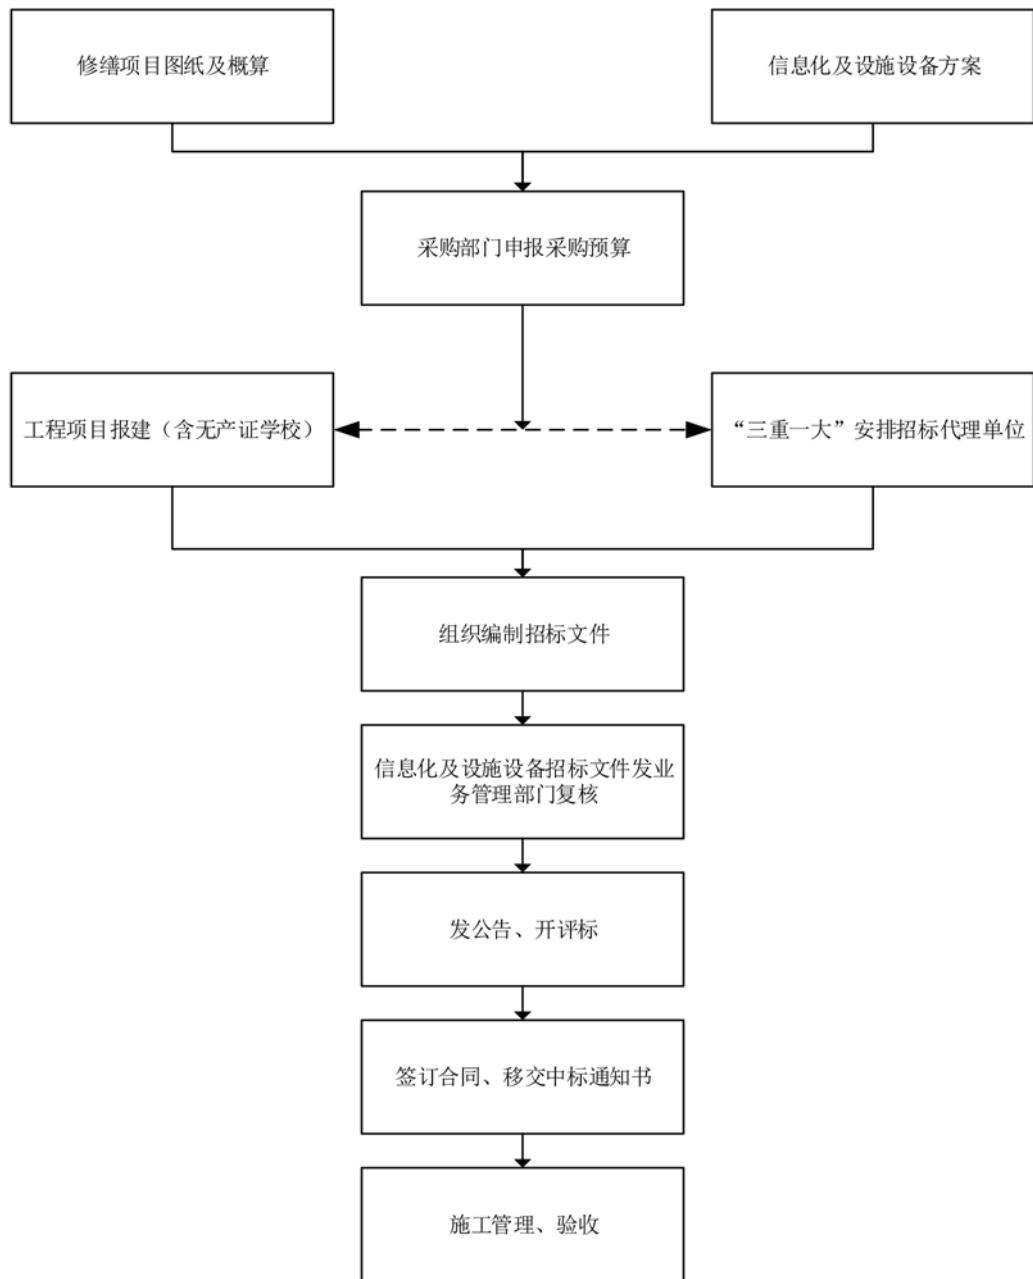 修缮项目图纸及概算
信息化及设施设备方案
采购部门申报采购预算
工程项目报建（含无产证学校）
“三重一大”安排招标代理单位
组织编制招标文件
信息化及设施设备招标文件发业
务管理部门复核
发公告、开评标
签订合同、移交中标通知书
施工管理、验收